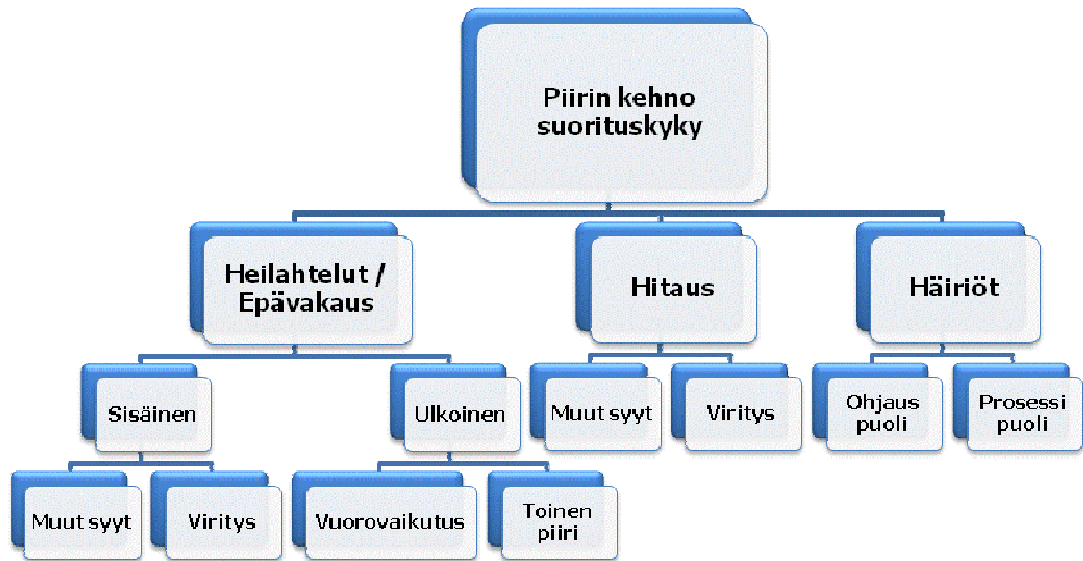 Piirin kehno
suorituskyky
Heilahtelut /
Epävakaus
Hitaus
Häiriöt
Sisäinen
Ulkoinen
Muut syyt
Viritys
Ohjaus
puoli
Prosessi
puoli
Muut syyt
Viritys
Vuorovaikutus
Toinen
piiri